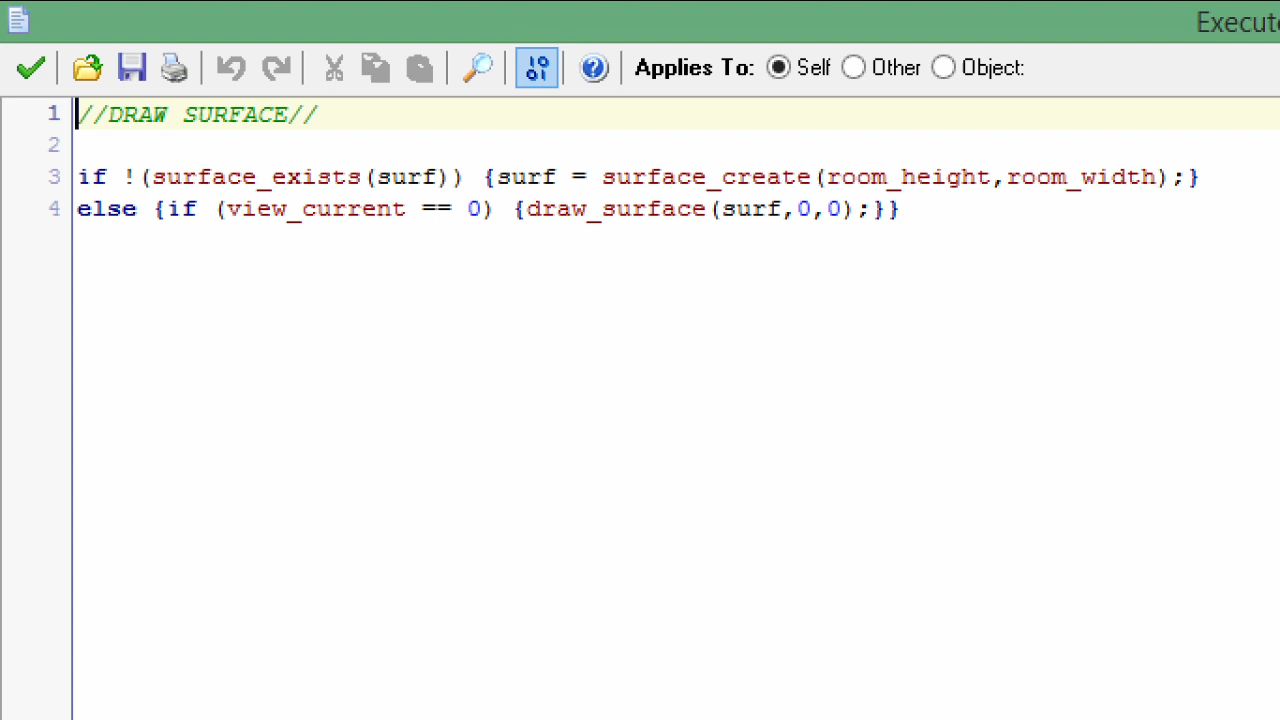 Execut
Applies To: Self Other Object:
1 //DRAW SURFACE//
2
3 if !(surface_exists(surf)) {surf = surface_create(room_height,room_width);}
4 else {if (view_current == 0) {draw_surface(surf,0,0);}}